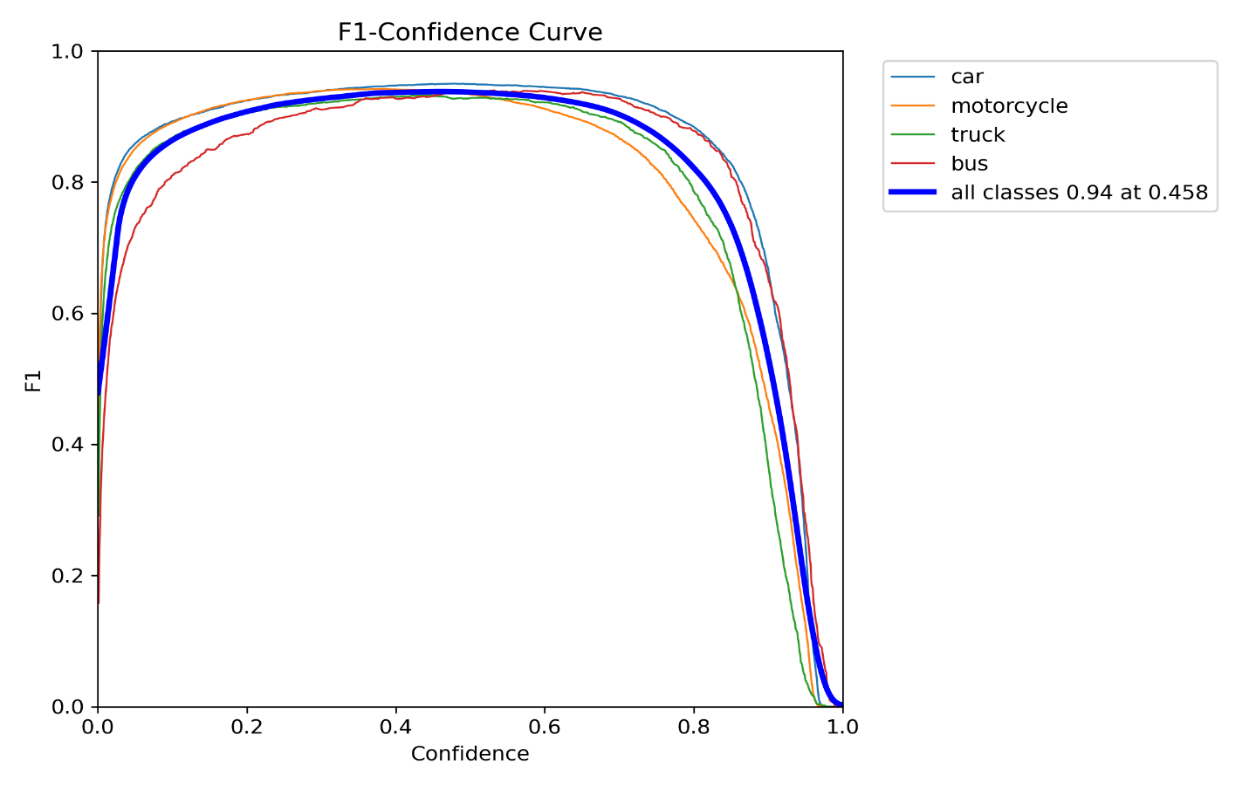 F1-Confidence Curve
1.0
0.8
0.6
0.4
0.2
0.0
F1
0.0 0.2 0.4 0.6 0.8 1.0
Confidence
car
motorcycle
truck
bus
all classes 0.94 at 0.458